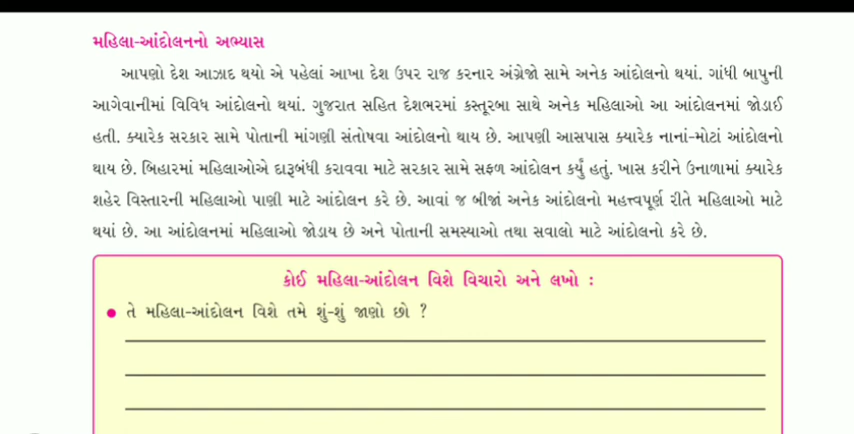 મહિલા-આંદોલનનો અભ્યાસ
આપણો દેશ આઝાદ થયો એ પહેલાં આખા દેશ ઉપર રાજ કરનાર અંગ્રેજો સામે અનેક આંદોલનો થયાં. ગાંધી બાપુની
આગેવાનીમાં વિવિધ આંદોલનો થયાં. ગુજરાત સહિત દેશભરમાં કસ્તૂરબા સાથે અનેક મહિલાઓ આ આંદોલનમાં જોડાઈ
હતી. ક્યારેક સરકાર સામે પોતાની માંગણી સંતોષવા આંદોલનો થાય છે. આપણી આસપાસ ક્યારેક નાનાં-મોટાં આંદોલનો
થાય છે. બિહારમાં મહિલાઓએ દારૂબંધી કરાવવા માટે સરકાર સામે સફળ આંદોલન કર્યું હતું. ખાસ કરીને ઉનાળામાં ક્યારેક
શહેર વિસ્તારની મહિલાઓ પાણી માટે આંદોલન કરે છે. આવાં જ બીજાં અનેક આંદોલનો મહત્ત્વપૂર્ણ રીતે મહિલાઓ માટે
થયાં છે. આ આંદોલનમાં મહિલાઓ જોડાય છે અને પોતાની સમસ્યાઓ તથા સવાલો માટે આંદોલનો કરે છે.
કોઈ મહિલા-આંદોલન વિશે વિચારો અને લખો :
● તે મહિલા-આંદોલન વિશે તમે શું-શું જાણો છો ?